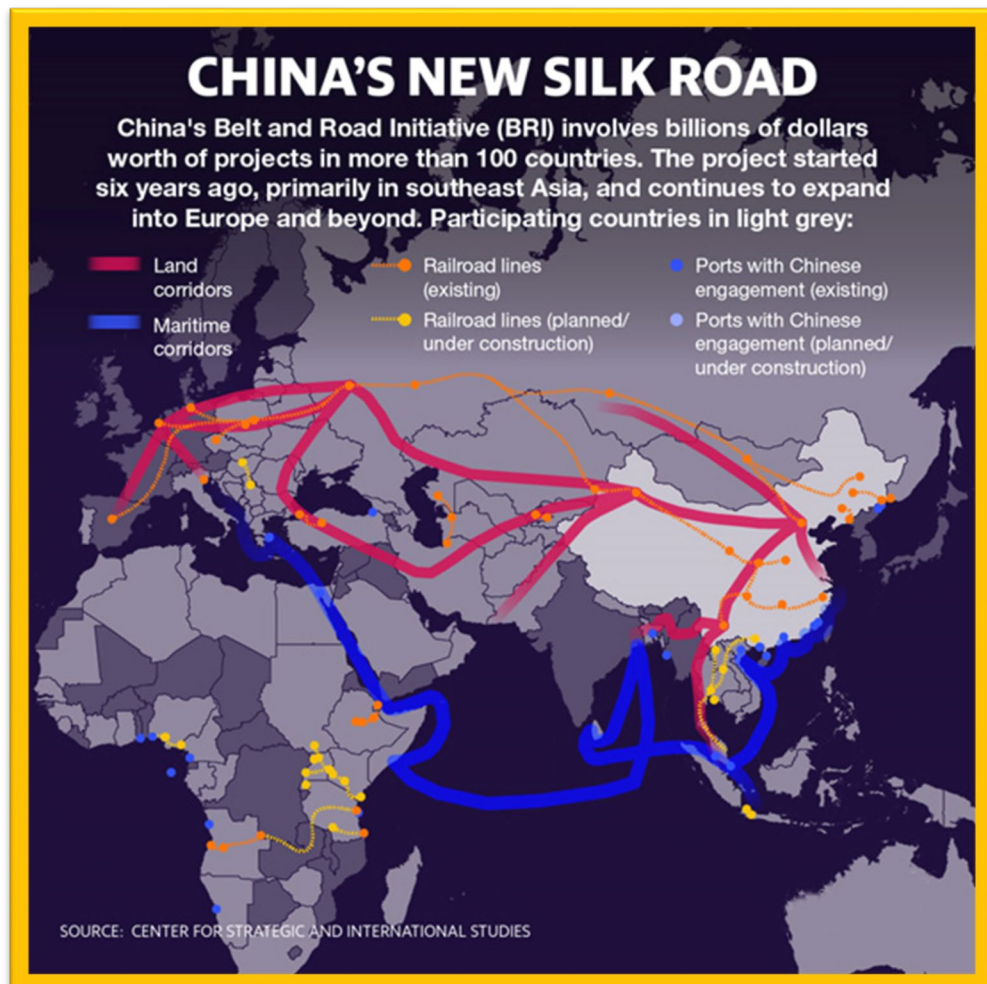 CHINA'S NEW SILK ROAD
China's Belt and Road Initiative (BRI) involves billions of dollars
worth of projects in more than 100 countries. The project started
six years ago, primarily in southeast Asia, and continues to expand
into Europe and beyond. Participating countries in light grey:
Land
corridors
Maritime
corridors
Railroad lines
(existing)
Railroad lines (planned/
under construction)
Ports with Chinese
engagement (existing)
Ports with Chinese
engagement (planned/
under construction)
SOURCE: CENTER FOR STRATEGIC AND INTERNATIONAL STUDIES